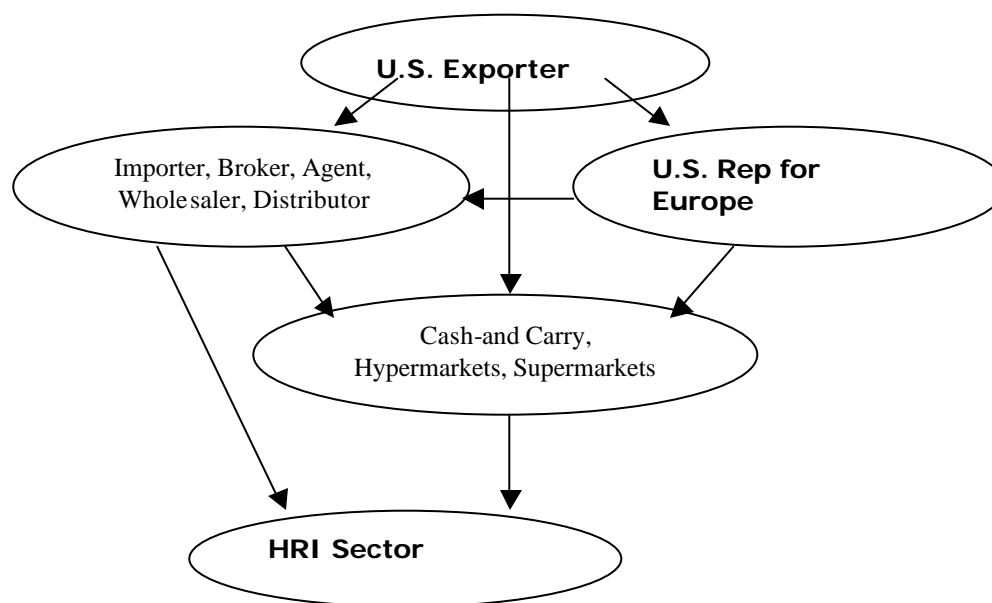 U.S. Exporter
Importer, Broker, Agent,
Wholesaler, Distributor
U.S. Rep for
Europe
Cash-and Carry,
Hypermarkets, Supermarkets
HRI Sector